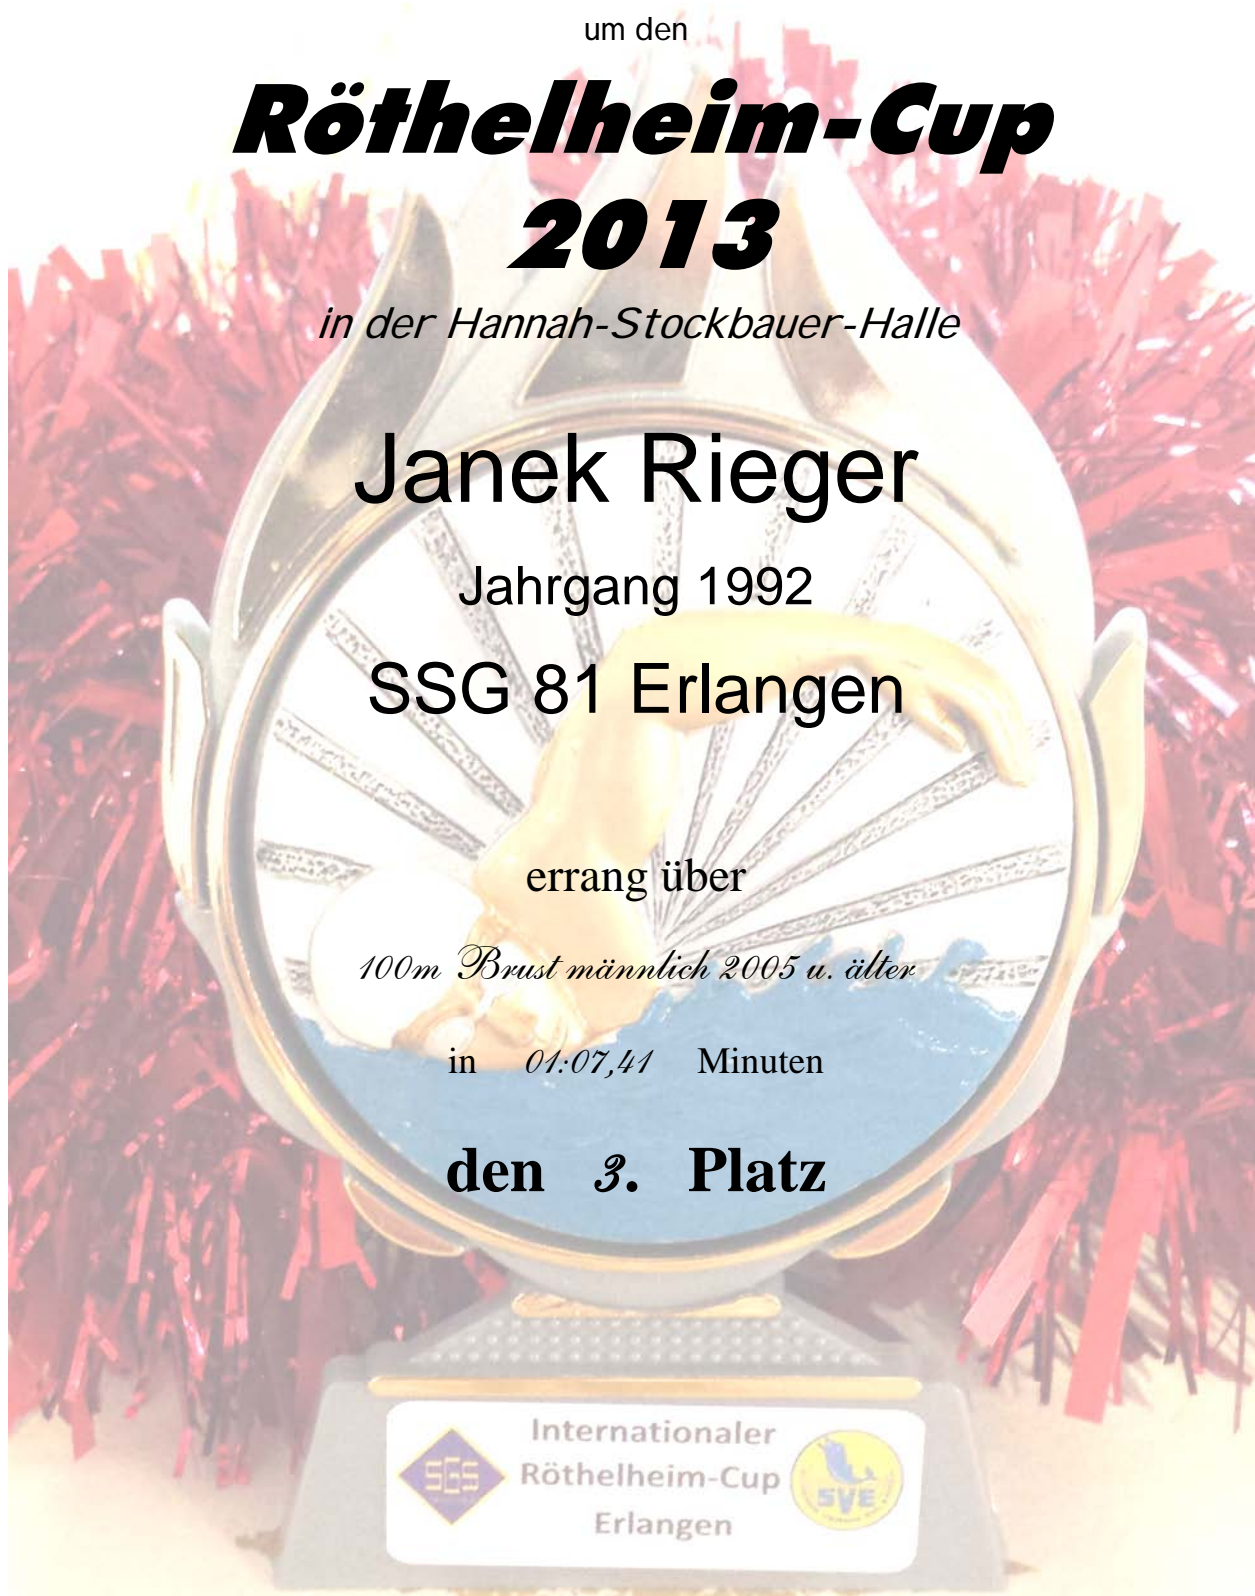 um den
Röthelheim-Cup
2013
in der Hannah-Stockbauer-Halle
Janek Rieger
Jahrgang 1992
SSG 81 Erlangen
errang über
100m Brust männlich 2005 u. älter
in 01:07,41 Minuten
den 3. Platz
Internationaler
Röthelheim-Cup
Erlangen
SGS
SVE